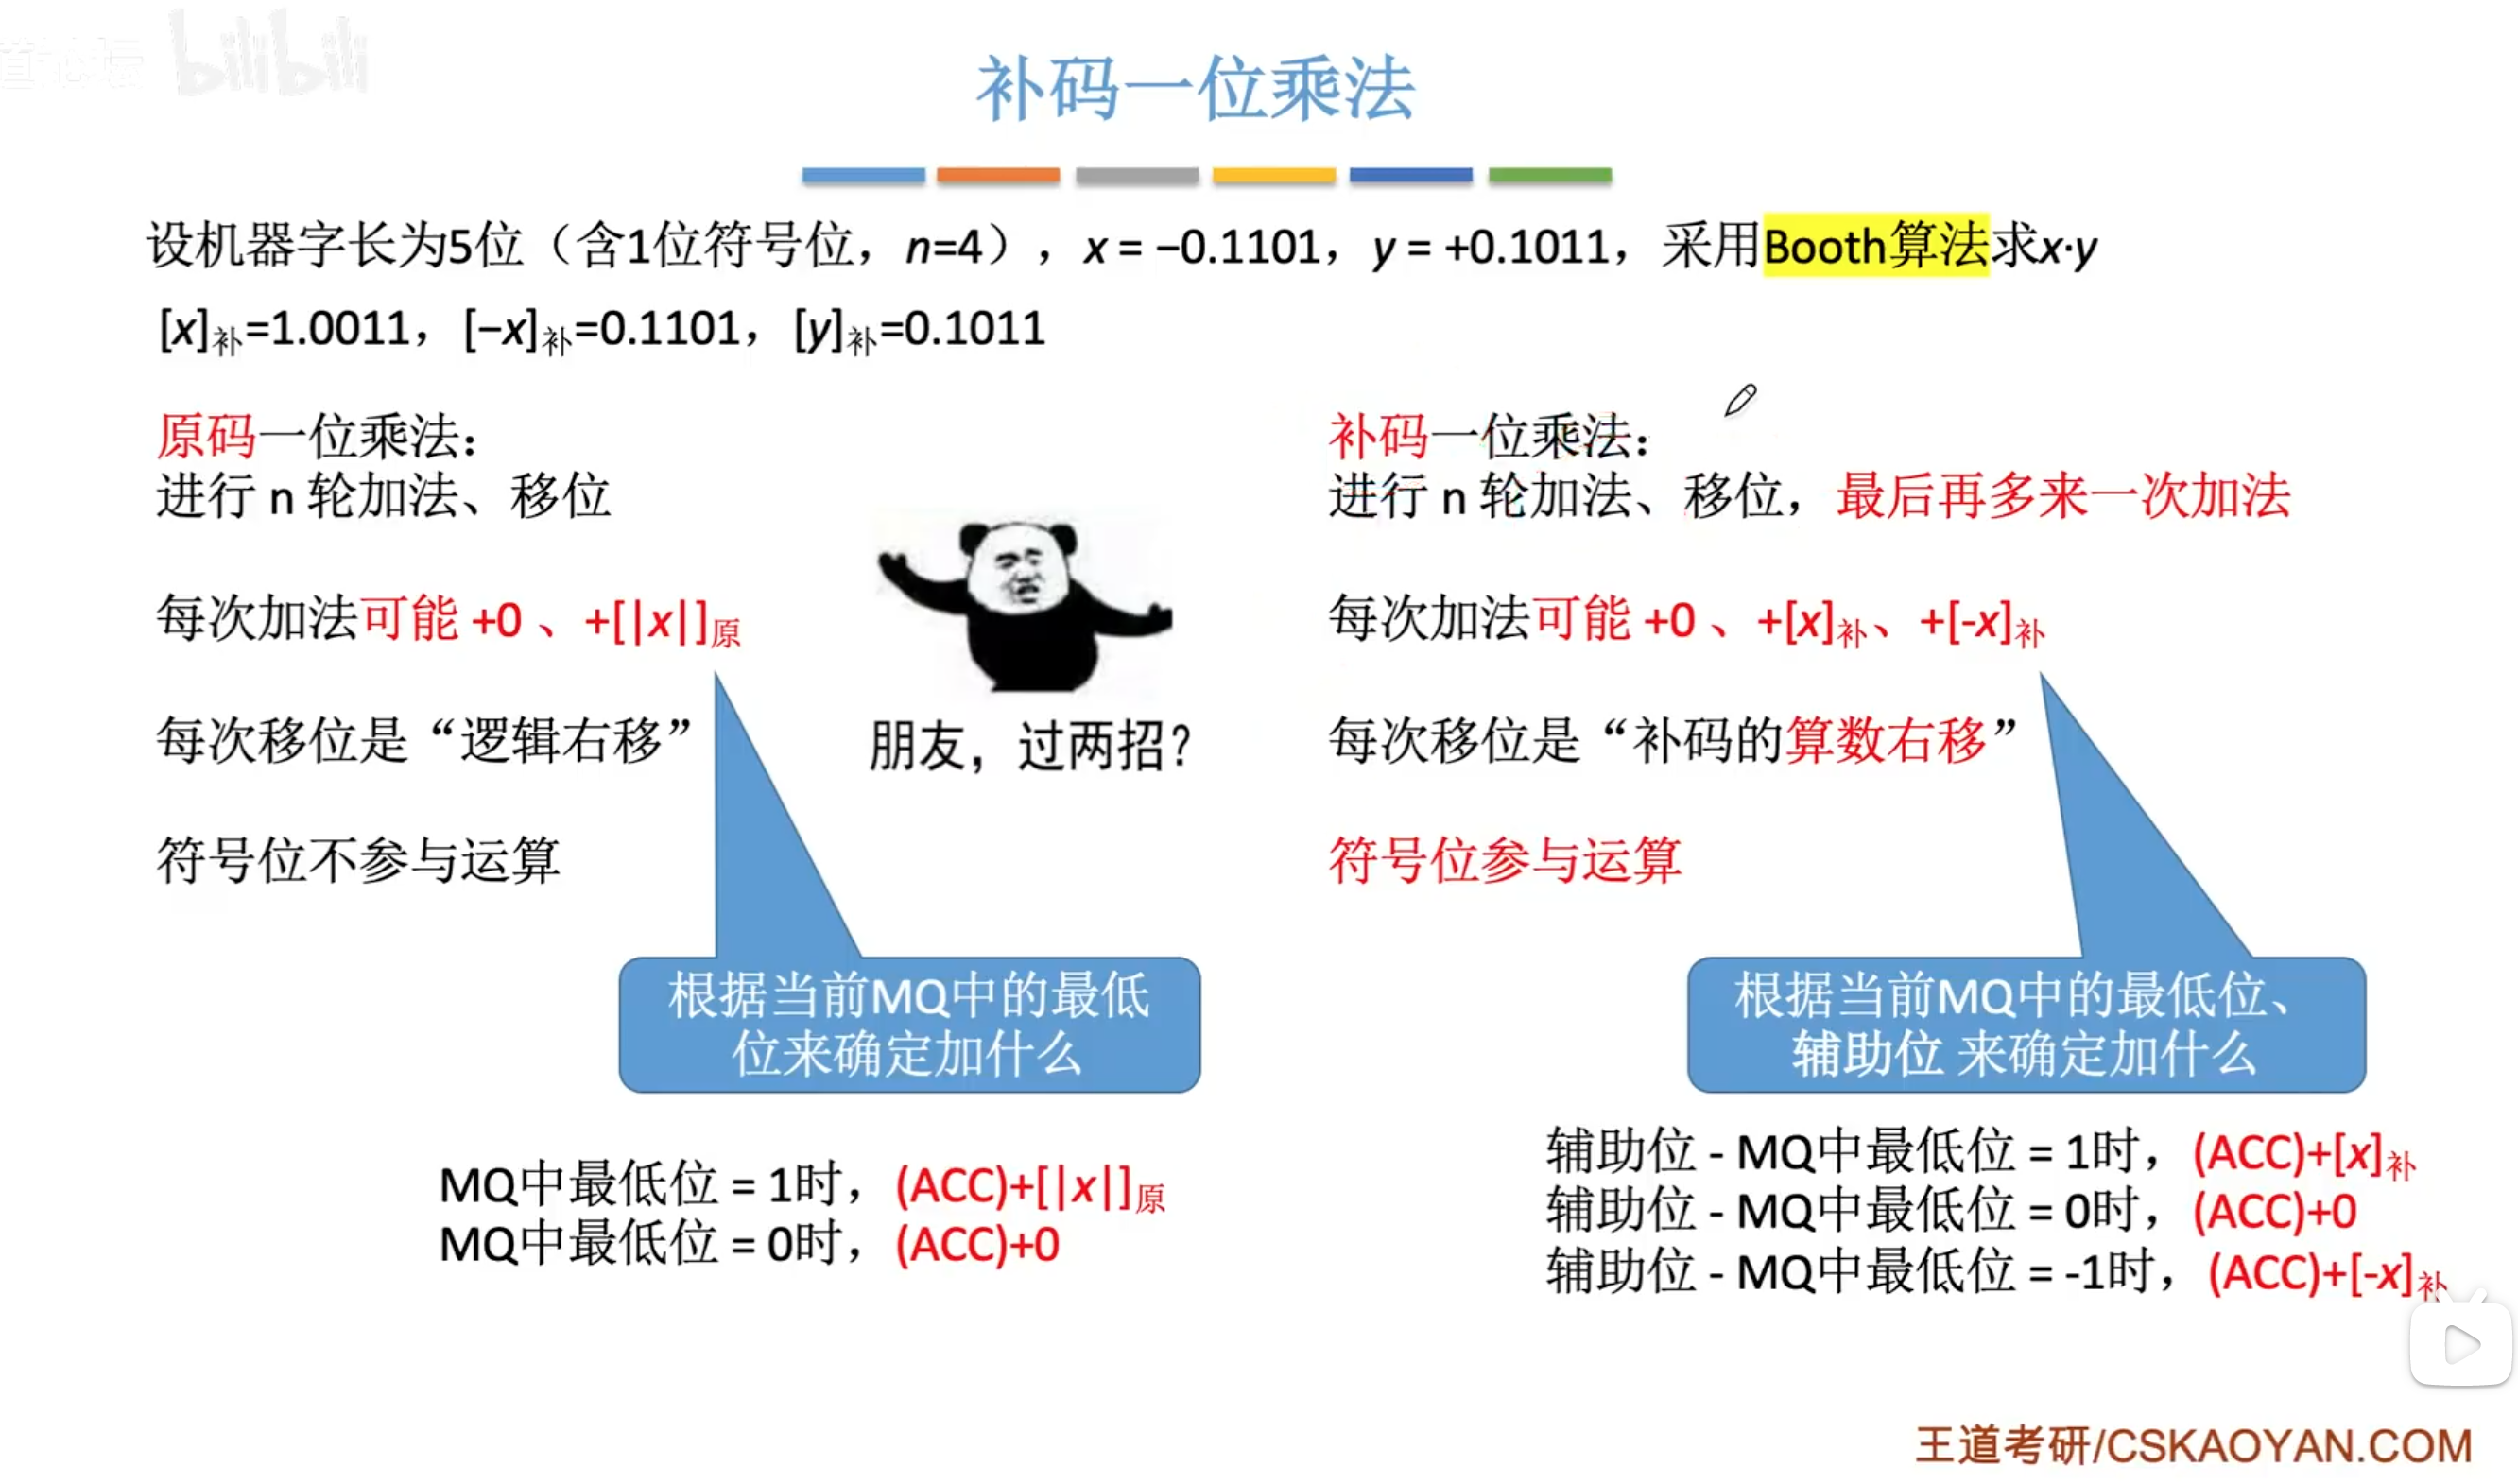 bilibili
补码一位乘法
设机器字长为5位（含1位符号位，n=4），x = −0.1101，y = +0.1011，采用Booth算法求x·y
[x]补=1.0011，[−x]补=0.1101，[y]补=0.1011
原码一位乘法：
进行 n 轮加法、移位
每次加法可能 +0 、+[|x|]原
每次移位是“逻辑右移”
符号位不参与运算
根据当前MQ中的最低
位来确定加什么
MQ中最低位 = 1时，(ACC)+[|x|]原
MQ中最低位 = 0时，(ACC)+0
朋友，过两招？
补码一位乘法：
进行 n 轮加法、移位，最后再多来一次加法
每次加法可能 +0 、+[x]补、+[-x]补
每次移位是“补码的算数右移”
符号位参与运算
根据当前MQ中的最低位、
辅助位 来确定加什么
辅助位 - MQ中最低位 = 1时，(ACC)+[x]补
辅助位 - MQ中最低位 = 0时，(ACC)+0
辅助位 - MQ中最低位 = -1时，(ACC)+[-x]补
王道考研/CSKAOYAN.COM